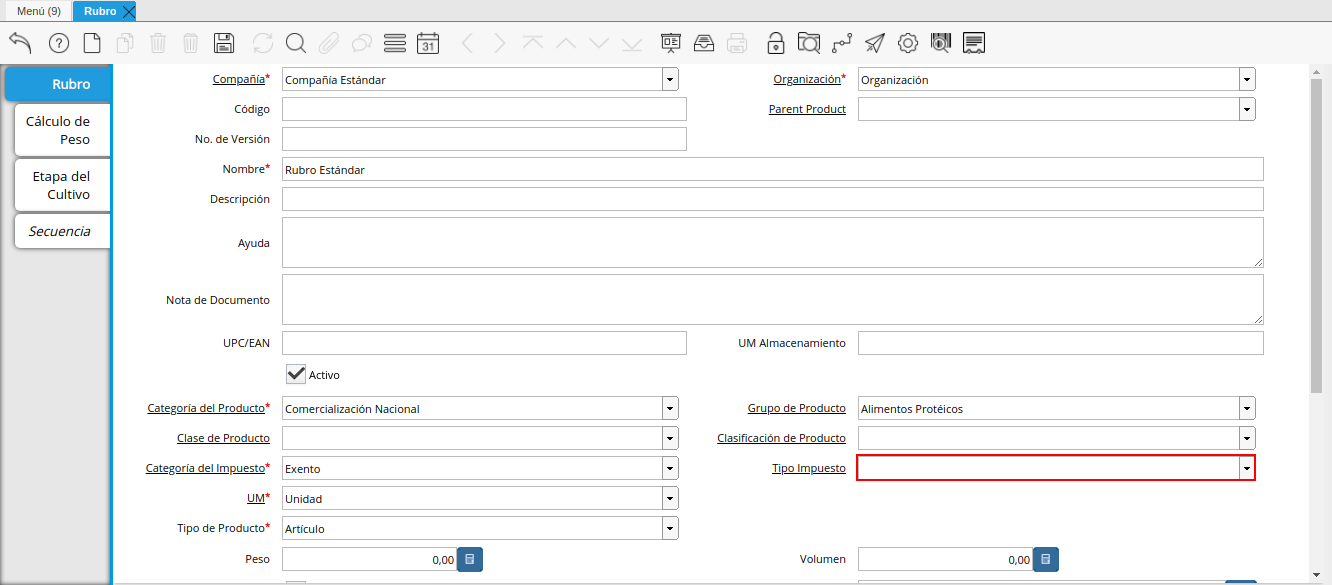 Menú (9)
Rubro
31
Rubro
Cálculo de
Peso
Etapa del
Cultivo
Secuencia
Compañía* Compañía Estándar
Organización* Organización
Código
Parent Product
No. de Versión
Nombre* Rubro Estándar
Descripción
Ayuda
Nota de Documento
UPC/EAN
UM Almacenamiento
Activo
Categoría del Producto* Comercialización Nacional
Grupo de Producto Alimentos Protéicos
Clase de Producto
Clasificación de Producto
Categoría del Impuesto* Exento
Tipo Impuesto
UM* Unidad
Tipo de Producto* Artículo
Peso 0,00
Volumen 0,00